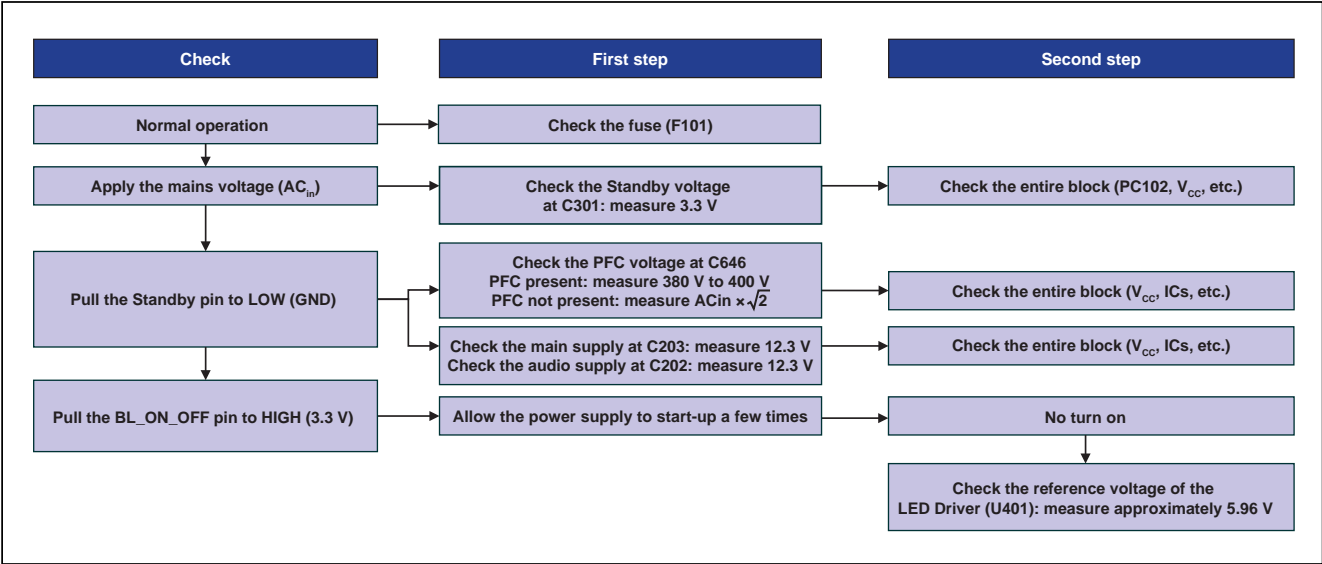 Check
First step
Second step
Normal operation
Check the fuse (F101)
Apply the mains voltage (ACin)
Check the Standby voltage
at C301: measure 3.3 V
Check the entire block (PC102, VCC, etc.)
Pull the Standby pin to LOW (GND)
Check the PFC voltage at C646
PFC present: measure 380 V to 400 V
PFC not present: measure ACin ×√2
Check the entire block (VCC, ICs, etc.)
Check the main supply at C203: measure 12.3 V
Check the audio supply at C202: measure 12.3 V
Check the entire block (VCC, ICs, etc.)
Pull the BL_ON_OFF pin to HIGH (3.3 V)
Allow the power supply to start-up a few times
No turn on
Check the reference voltage of the
LED Driver (U401): measure approximately 5.96 V